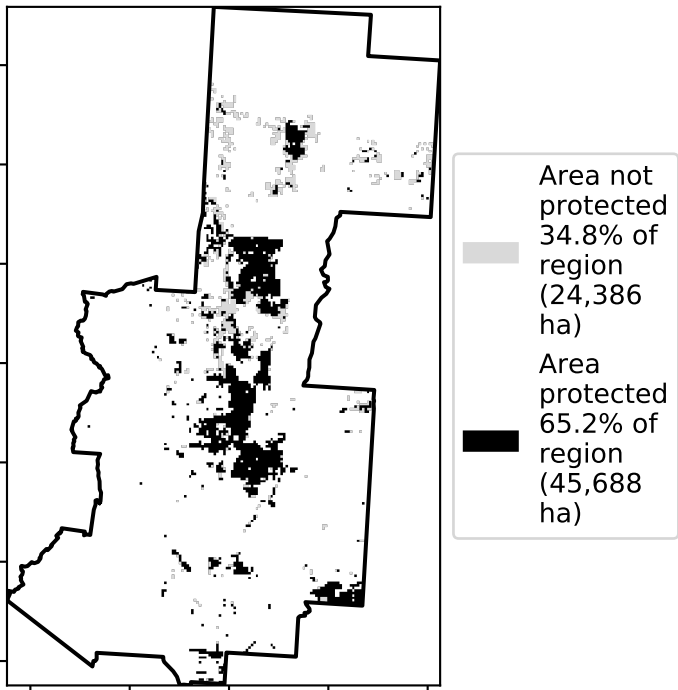 Area not
protected
34.8% of
region
(24,386
ha)
Area
protected
65.2% of
region
(45,688
ha)